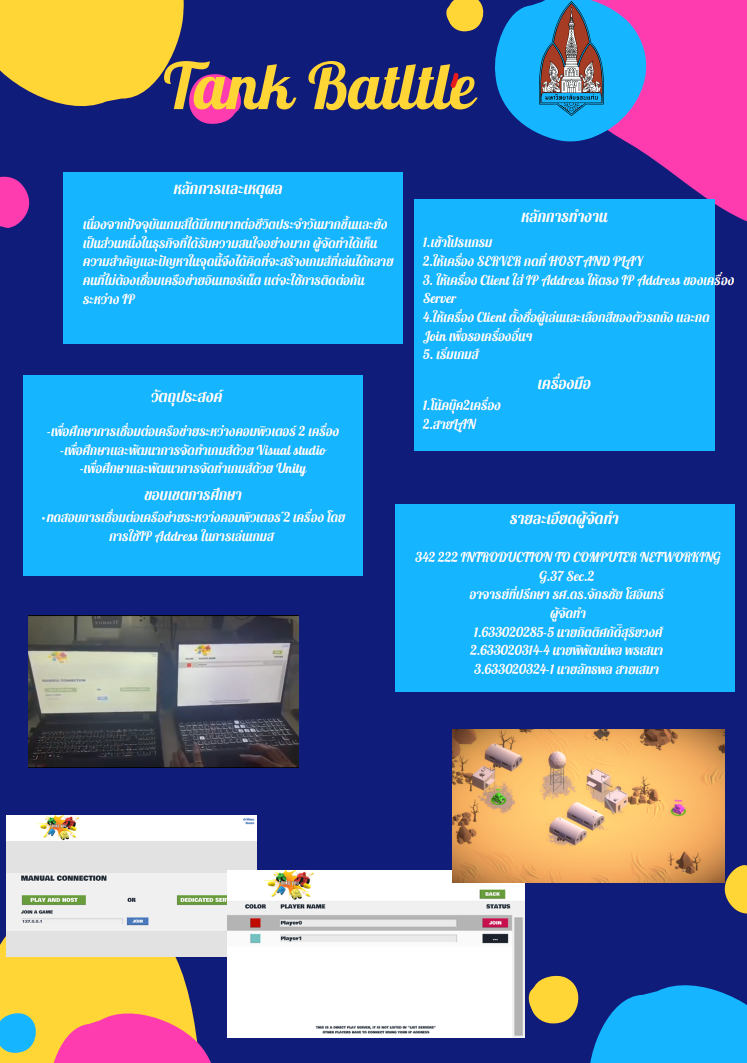 Tank Batltle
มหาวิทยาลัยขอนแก่น
หลักการและเหตุผล
เนื่องจากปัจจุบันเกมส์ได้มีบทบาทต่อชีวิตประจำวันมากขึ้นและยัง
เป็นส่วนหนึ่งในธุรกิจที่ได้รับความสนใจอย่างมาก ผู้จัดทำได้เห็น
ความสำคัญและปัญหาในจุดนี้จึงได้คิดที่จะสร้างเกมส์ที่เล่นได้หลาย
คนที่ไม่ต้องเชื่อมเครือข่ายอินเทอร์เน็ต แต่จะใช้การติดต่อกัน
ระหว่าง IP
หลักการทำงาน
1.เข้าโปรแกรม
2.ให้เครื่อง SERVER กดที่ HOST AND PLAY
3. ให้เครื่อง Client ใส่ IP Address ให้ตรง IP Address ของเครื่อง
Server
4.ให้เครื่อง Client ตั้งชื่อผู้เล่นและเลือกสีของตัวรถถัง และกด
Join เพื่อรอเครื่องอื่นๆ
5. เริ่มเกมส์
เครื่องมือ
1.โน้คบุ๊ค2เครื่อง
2.สายLAN
วัตถุประสงค์
-เพื่อศึกษาการเชื่อมต่อเครือข่ายระหว่างคอมพิวเตอร์ 2 เครื่อง
-เพื่อศึกษาและพัฒนาการจัดทำเกมส์ด้วย Visual studio
-เพื่อศึกษาและพัฒนาการจัดทำเกมส์ด้วย Unity
ขอบเขตการศึกษา
•ทดสอบการเชื่อมต่อเครือข่ายระหว่างคอมพิวเตอร์ 2 เครื่อง โดย
การใช้IP Address ในการเล่นเกมส์
รายละเอียดผู้จัดทำ
342 222 INTRODUCTION TO COMPUTER NETWORKING
G.37 Sec.2
อาจารย์ที่ปรึกษา รศ.ดร.จักรชัย โสอินทร์
ผู้จัดทำ
1.633020285-5 นายกิตติศักดิ์สุริยวงศ์
2.633020314-4 นายพิพัฒน์พล พรเสนา
3.633020324-1 นายลัทธพล สายเสมา
MANUAL CONNECTION
PLAY AND HOST
OR
DEDICATED SER
JOIN A GAME
127.0.0.1
JOIN
BACK
COLOR
PLAYER NAME
STATUS
Player0
JOIN
Player1
...
THIS IS A DIRECT PLAY SERVER, IT IS NOT LISTED IN "LIST SERVERS"
OTHER PLAYERS HAVE TO CONNECT USING YOUR IP ADDRESS